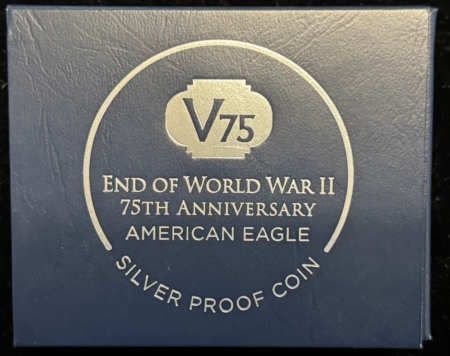 V75
END OF WORLD WAR II
75TH ANNIVERSARY
AMERICAN EAGLE
SILVER PROOF COIN